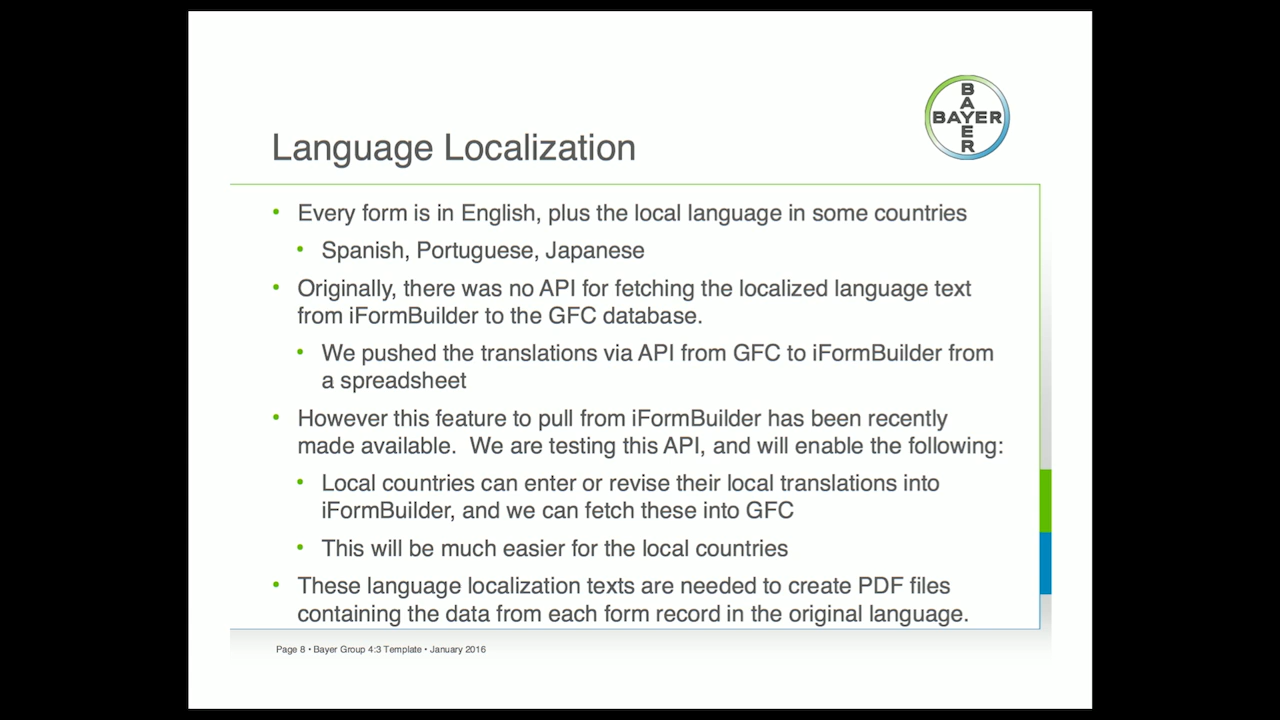 BAYER
BAYER
Language Localization
• Every form is in English, plus the local language in some countries
• Spanish, Portuguese, Japanese
• Originally, there was no API for fetching the localized language text
from iFormBuilder to the GFC database.
• We pushed the translations via API from GFC to iFormBuilder from
a spreadsheet
• However this feature to pull from iFormBuilder has been recently
made available.  We are testing this API, and will enable the following:
• Local countries can enter or revise their local translations into
iFormBuilder, and we can fetch these into GFC
• This will be much easier for the local countries
• These language localization texts are needed to create PDF files
containing the data from each form record in the original language.
Page 8 • Bayer Group 4:3 Template • January 2016